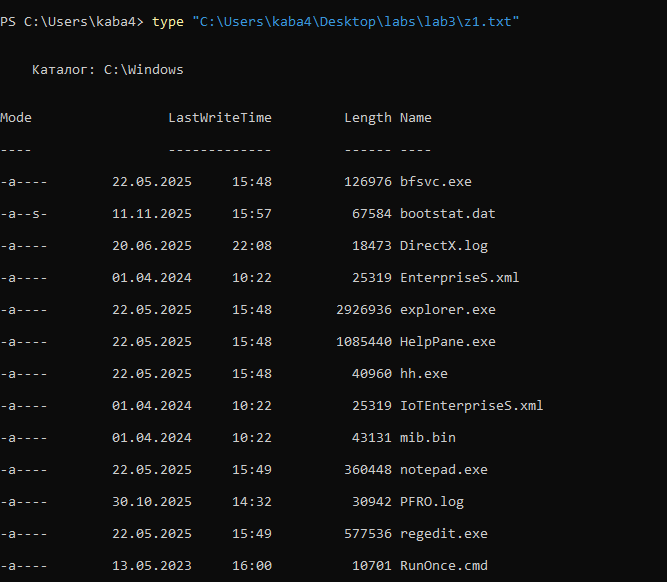 PS C:\Users\kaba4> type "C:\Users\kaba4\Desktop\labs\lab3\z1.txt"
Каталог: C:\Windows
Mode LastWriteTime Length Name
---- ------------- ------ ----
-a---- 22.05.2025 15:48 126976 bfsvc.exe
-a--s- 11.11.2025 15:57 67584 bootstat.dat
-a---- 20.06.2025 22:08 18473 DirectX.log
-a---- 01.04.2024 10:22 25319 EnterpriseS.xml
-a---- 22.05.2025 15:48 2926936 explorer.exe
-a---- 22.05.2025 15:48 1085440 HelpPane.exe
-a---- 22.05.2025 15:48 40960 hh.exe
-a---- 01.04.2024 10:22 25319 IoTEnterpriseS.xml
-a---- 01.04.2024 10:22 43131 mib.bin
-a---- 22.05.2025 15:49 360448 notepad.exe
-a---- 30.10.2025 14:32 30942 PFRO.log
-a---- 22.05.2025 15:49 577536 regedit.exe
-a---- 13.05.2023 16:00 10701 RunOnce.cmd